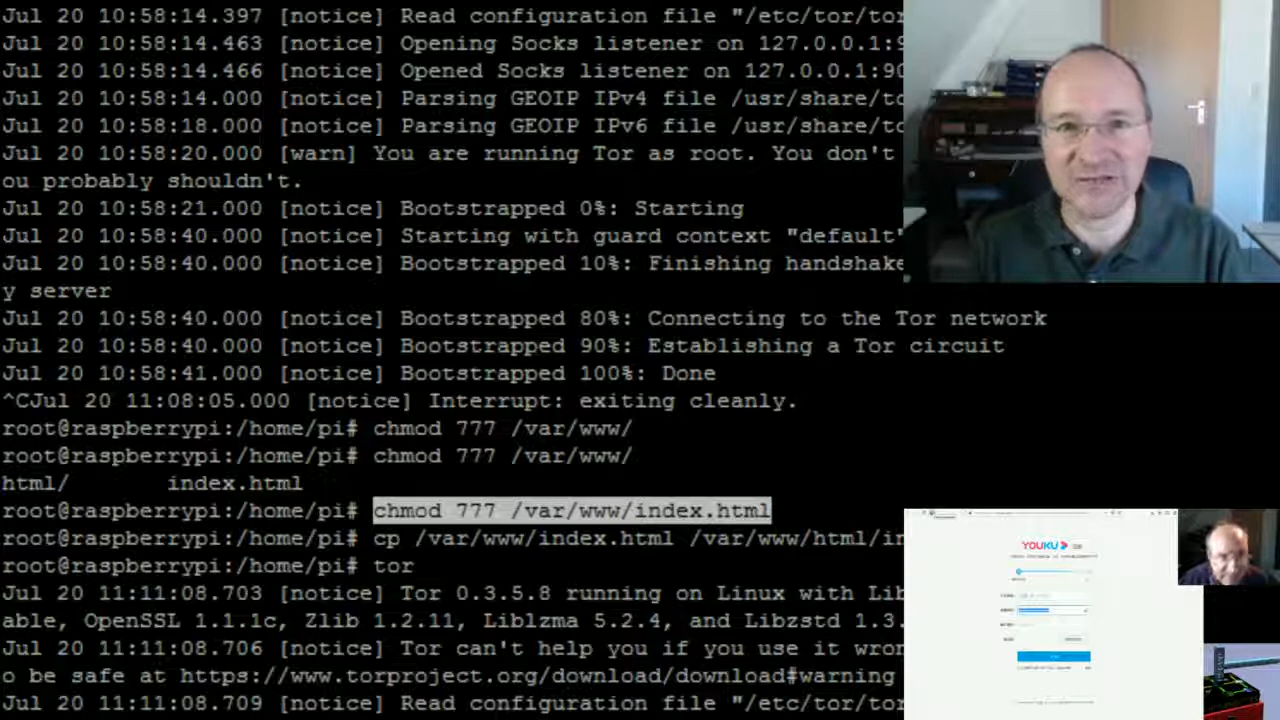 Jul 20 10:58:14.397 [notice] Read configuration file "/etc/tor/tor
Jul 20 10:58:14.463 [notice] Opening Socks listener on 127.0.0.1:9
Jul 20 10:58:14.466 [notice] Opened Socks listener on 127.0.0.1:90
Jul 20 10:58:14.000 [notice] Parsing GEOIP IPv4 file /usr/share/to
Jul 20 10:58:18.000 [notice] Parsing GEOIP IPv6 file /usr/share/to
Jul 20 10:58:20.000 [warn] You are running Tor as root. You don't
ou probably shouldn't.
Jul 20 10:58:21.000 [notice] Bootstrapped 0%: Starting
Jul 20 10:58:40.000 [notice] Starting with guard context "default"
Jul 20 10:58:40.000 [notice] Bootstrapped 10%: Finishing handshake
y server
Jul 20 10:58:40.000 [notice] Bootstrapped 80%: Connecting to the Tor network
Jul 20 10:58:40.000 [notice] Bootstrapped 90%: Establishing a Tor circuit
Jul 20 10:58:41.000 [notice] Bootstrapped 100%: Done
^CJul 20 11:08:05.000 [notice] Interrupt: exiting cleanly.
root@raspberrypi:/home/pi# chmod 777 /var/www/
root@raspberrypi:/home/pi# chmod 777 /var/www/
html/ index.html
root@raspberrypi:/home/pi# chmod 777 /var/www/index.html
root@raspberrypi:/home/pi# cp /var/www/index.html /var/www/html/in
root@raspberrypi:/home/pi# tor
Jul 20 11:11:08.703 [notice] Tor 0.3.5.8 running on Linux with Lib
able, OpenSSL 1.1.1c, Zlib 1.2.11, Liblzma 5.2.4, and Libzstd 1.3.
Jul 20 11:11:08.706 [notice] Tor can't help you if you use it wron
o be safe at https://www.torproject.org/download/download#warning
Jul 20 11:11:08.709 [notice] Read configuration file "/etc/tor/tor
YOUKU